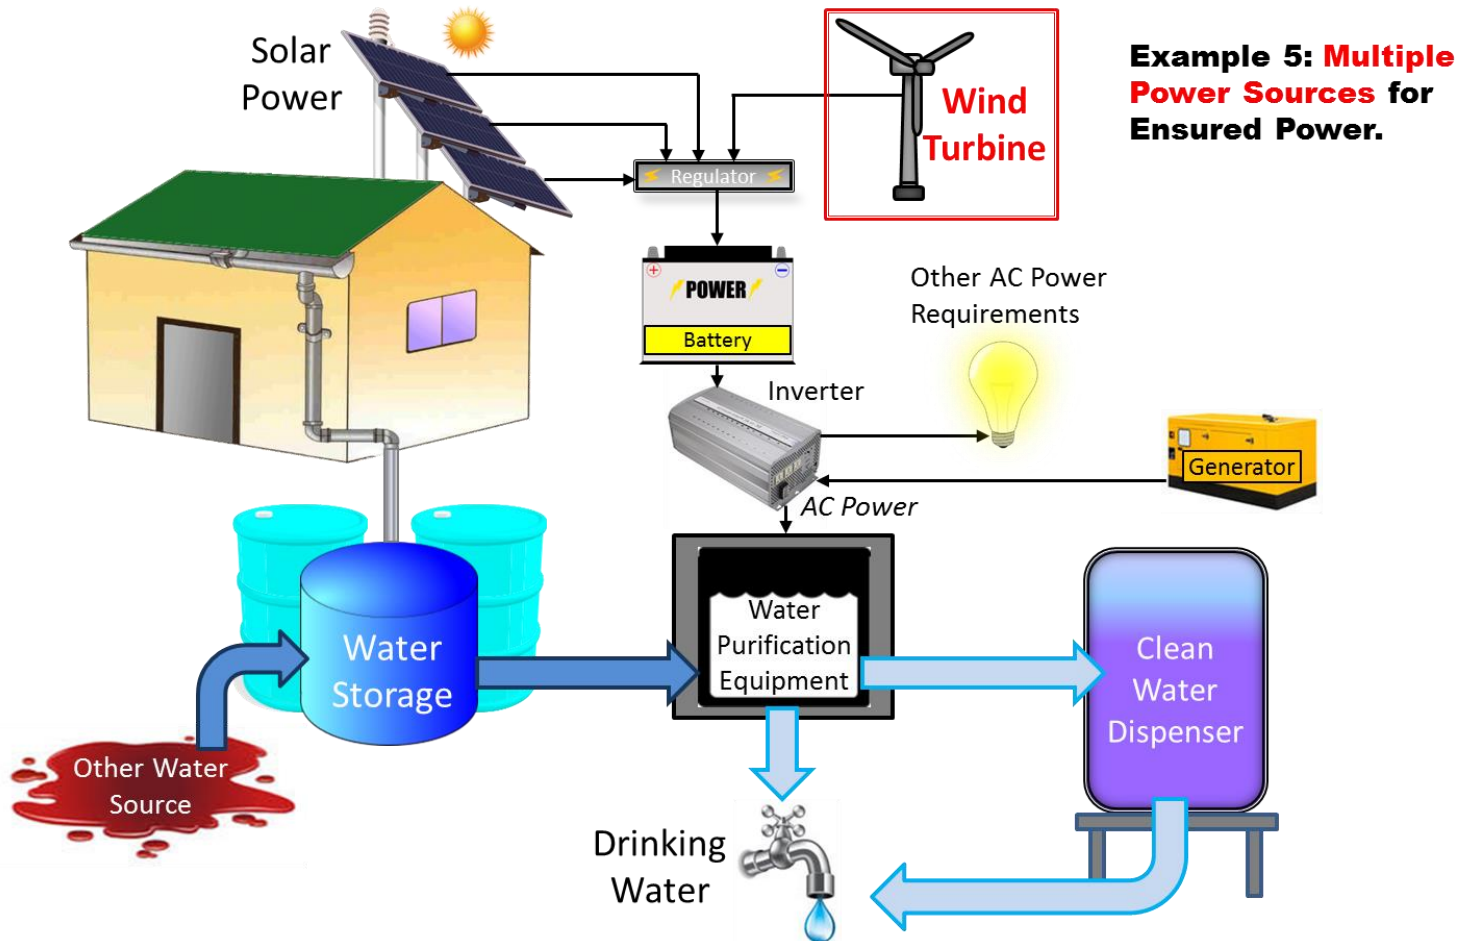 Solar
Power
Wind
Turbine
Example 5: Multiple
Power Sources for
Ensured Power.
Regulator
+
−
POWER
Battery
Other AC Power
Requirements
Inverter
Generator
AC Power
Water
Storage
Water
Purification
Equipment
Clean
Water
Dispenser
Other Water
Source
Drinking
Water